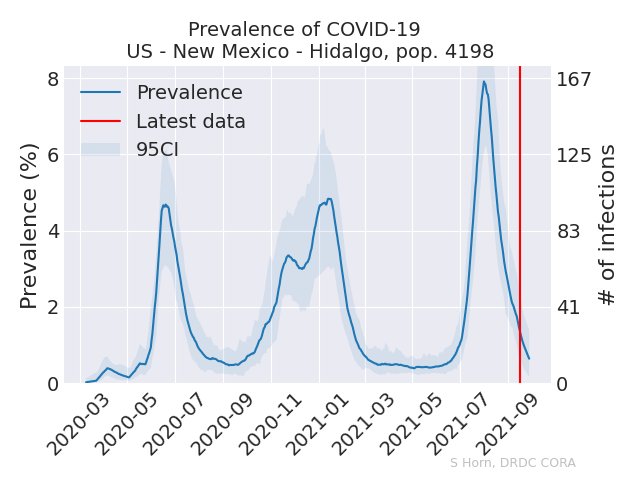 Prevalence of COVID-19
US - New Mexico - Hidalgo, pop. 4198
Prevalence (%)
8
6
4
2
0
Prevalence
Latest data
95CI
167
125
83
41
0
# of infections
2020-03
2020-05
2020-07
2020-09
2020-11
2021-01
2021-03
2021-05
2021-07
2021-09
S Horn, DRDC CORA